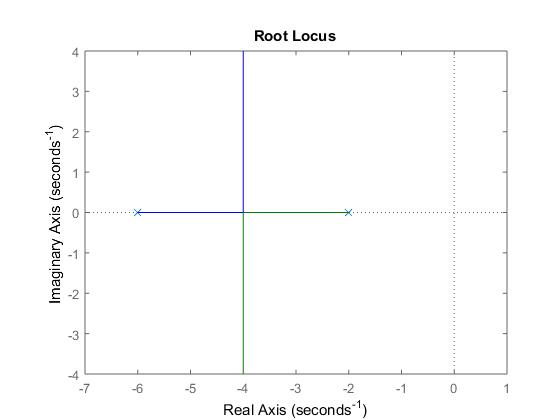 Root Locus
4
3
2
1
0
-1
-2
-3
-4
Imaginary Axis (seconds⁻¹)
-7 -6 -5 -4 -3 -2 -1 0 1
Real Axis (seconds⁻¹)